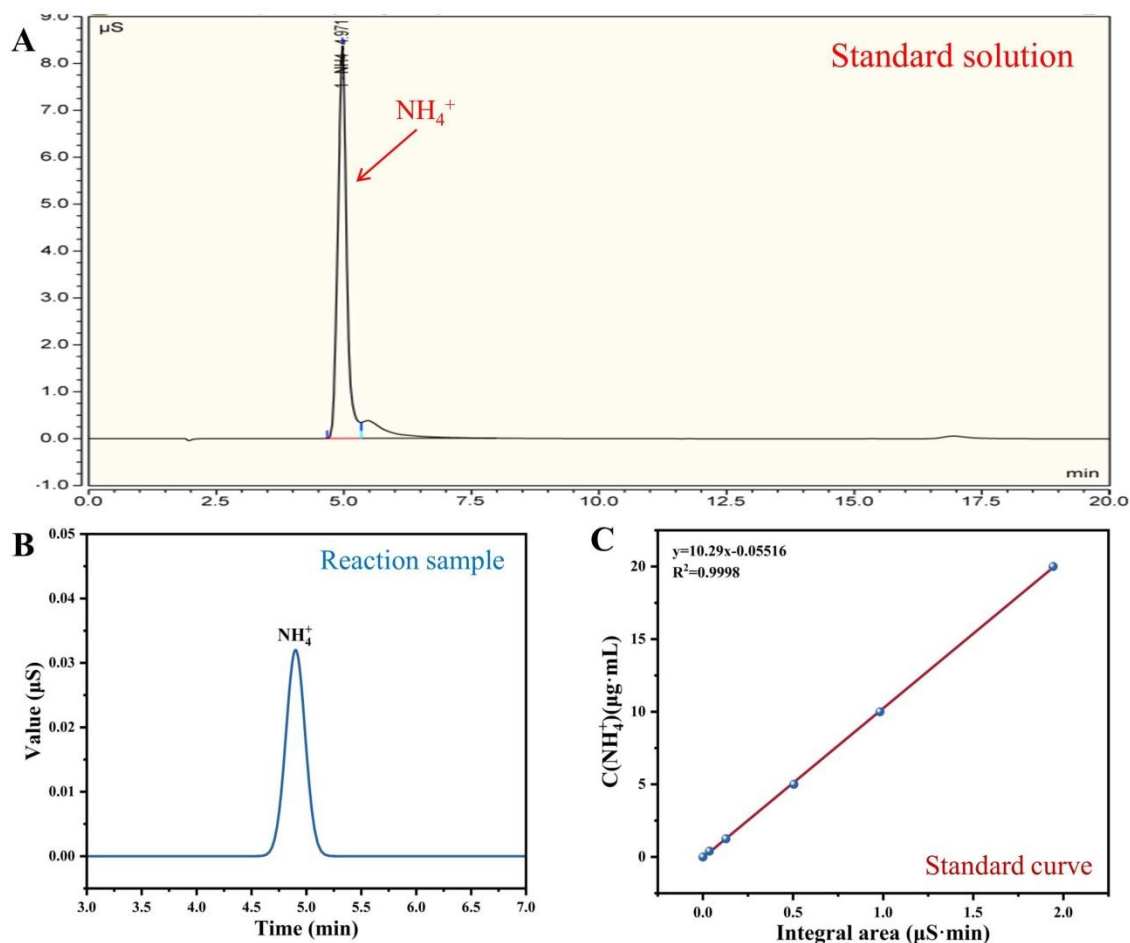 A
µS
9.0
8.0
7.0
6.0
5.0
4.0
3.0
2.0
1.0
0.0
-1.0
1 - NH4 - 4.971
NH₄⁺
Standard solution
min
0.0 2.5 5.0 7.5 10.0 12.5 15.0 17.5 20.0
B
Reaction sample
NH₄⁺
Value (µS)
0.05
0.04
0.03
0.02
0.01
0.00
3.0 3.5 4.0 4.5 5.0 5.5 6.0 6.5 7.0
Time (min)
C
y=10.29x-0.05516
R²=0.9998
C(NH₄⁺)(µg·mL)
20
15
10
5
0
Standard curve
0.0 0.5 1.0 1.5 2.0
Integral area (µS·min)